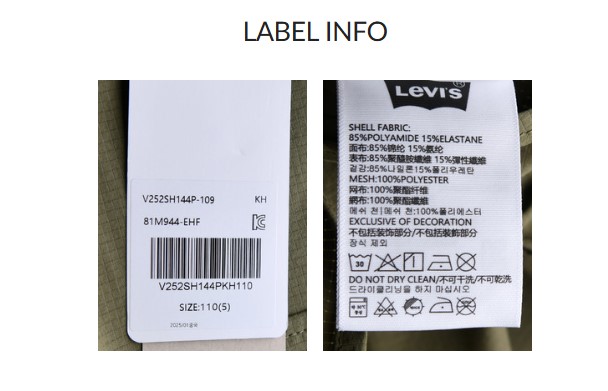 LABEL INFO
V252SH144P-109 KH
81M944-EHF
V252SH144PKH110
SIZE:110(5)
Levi's
SHELL FABRIC:
85%POLYAMIDE 15%ELASTANE
面布:85%锦纶 15%氨纶
表布:85%聚醯胺纖維 15%彈性纖維
겉감:85%나일론15%폴리우레탄
MESH:100%POLYESTER
网布:100%聚酯纤维
網布:100%聚酯纖維
메쉬 천|메쉬 천:100%폴리에스터
EXCLUSIVE OF DECORATION
不包括装饰部分/不包括裝飾部分
장식 제외
30
DO NOT DRY CLEAN/不可干洗/不可乾洗
드라이클리닝을 하지 마십시오